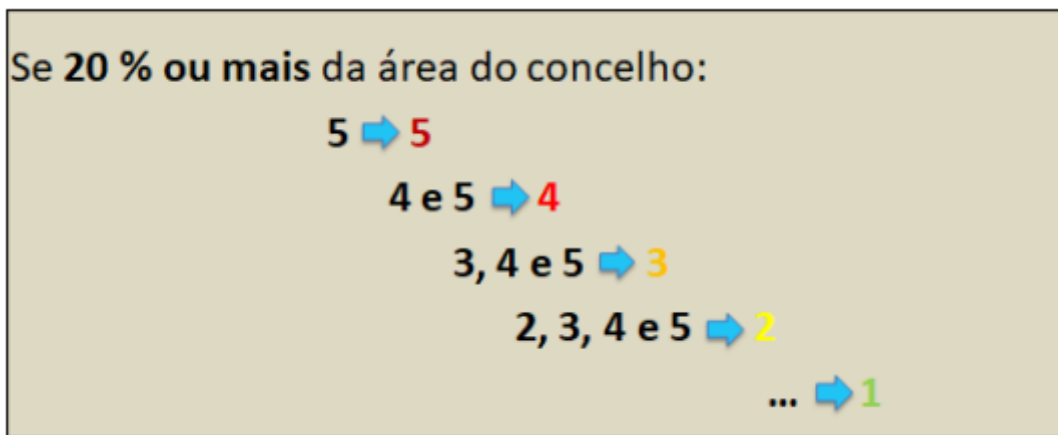 Se 20 % ou mais da área do concelho:
5 5
4 e 5 4
3, 4 e 5 3
2, 3, 4 e 5 2
... 1